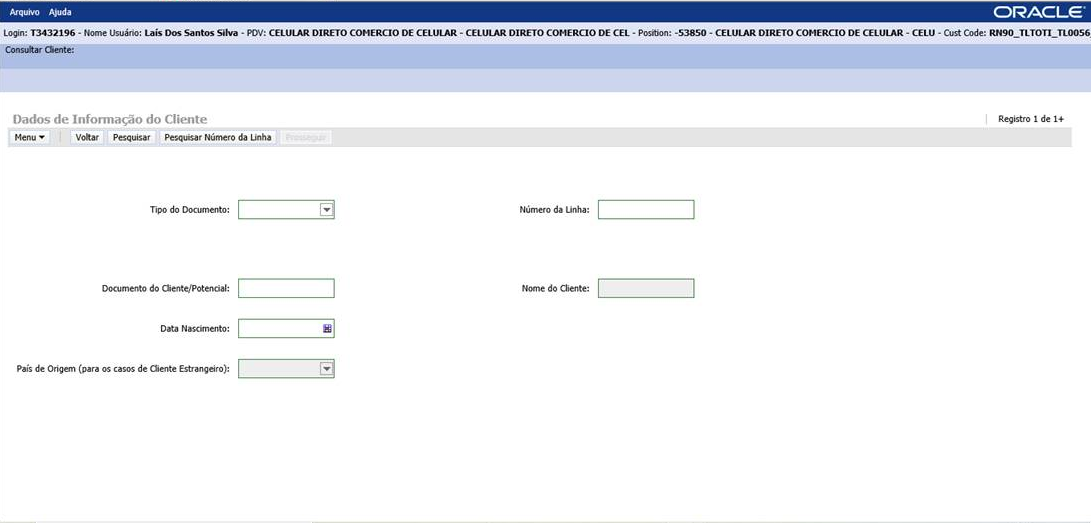 Arquivo Ajuda ORACLE
Login: T3432196 - Nome Usuário: Laís Dos Santos Silva - PDV: CELULAR DIRETO COMERCIO DE CELULAR - CELULAR DIRETO COMERCIO DE CEL - Position: -53850 - CELULAR DIRETO COMERCIO DE CELULAR - CELU - Cust Code: RN90_TLTOTI_TL0056_
Consultar Cliente:
Dados de Informação do Cliente Registro 1 de 1+
Menu Voltar Pesquisar Pesquisar Número da Linha Prosseguir
Tipo do Documento: Número da Linha:
Documento do Cliente/Potencial: Nome do Cliente:
Data Nascimento:
País de Origem (para os casos de Cliente Estrangeiro):